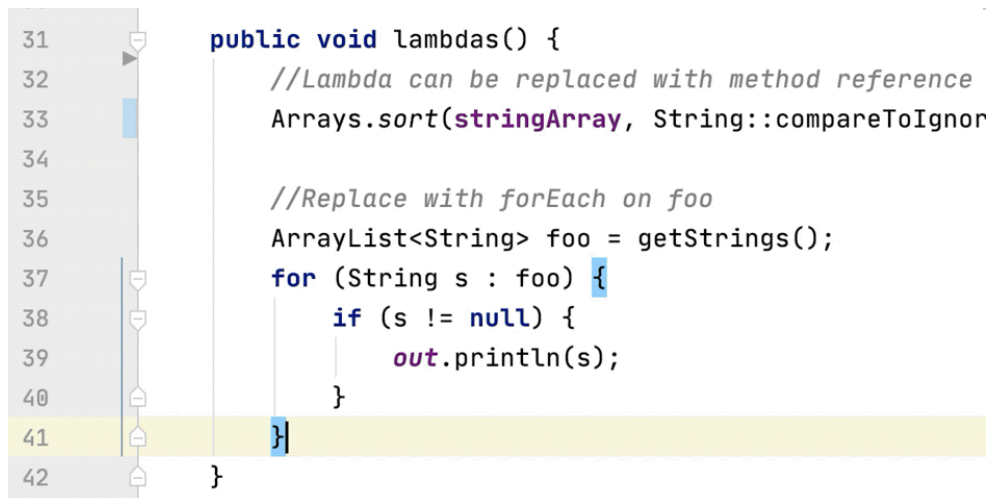 31 public void lambdas() {
32 //Lambda can be replaced with method reference
33 Arrays.sort(stringArray, String::compareToIgnor
34
35 //Replace with forEach on foo
36 ArrayList<String> foo = getStrings();
37 for (String s : foo) {
38 if (s != null) {
39 out.println(s);
40 }
41 }
42 }